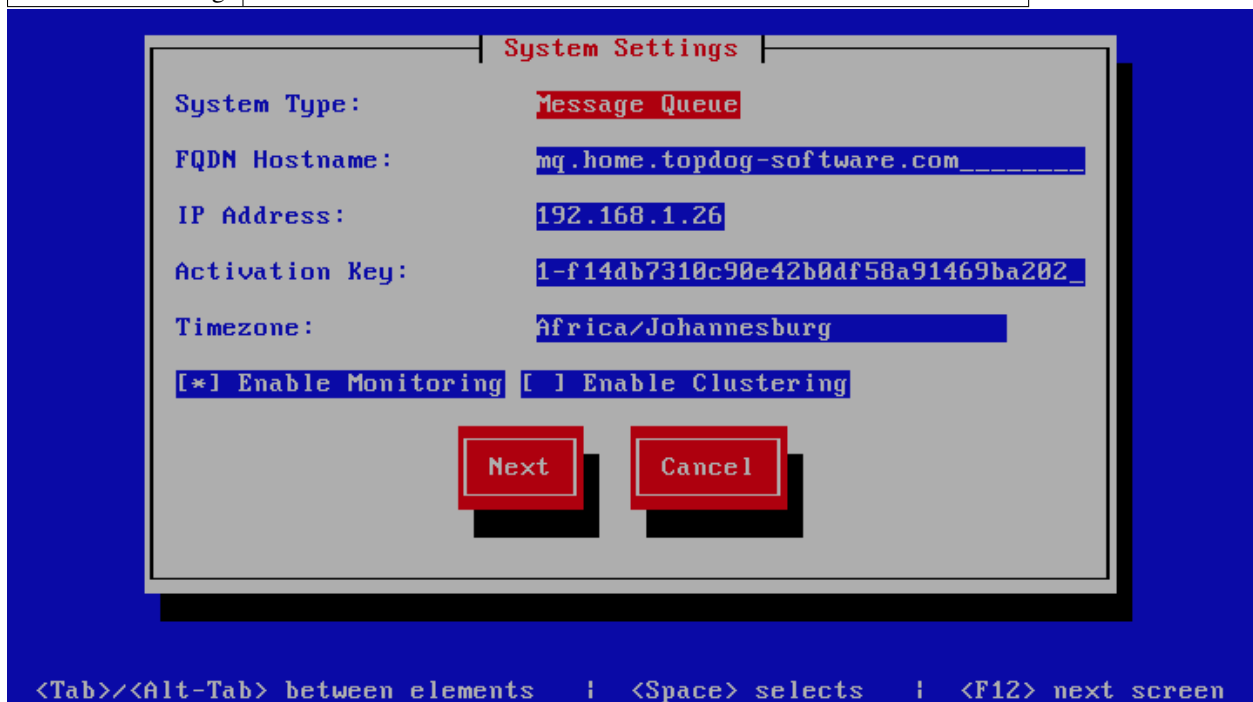 System Settings
System Type: Message Queue
FQDN Hostname: mq.home.topdog-software.com________
IP Address: 192.168.1.26
Activation Key: 1-f14db7310c90e42b0df58a91469ba202_
Timezone: Africa/Johannesburg
[*] Enable Monitoring [ ] Enable Clustering
Next Cancel
<Tab>/<Alt-Tab> between elements | <Space> selects | <F12> next screen